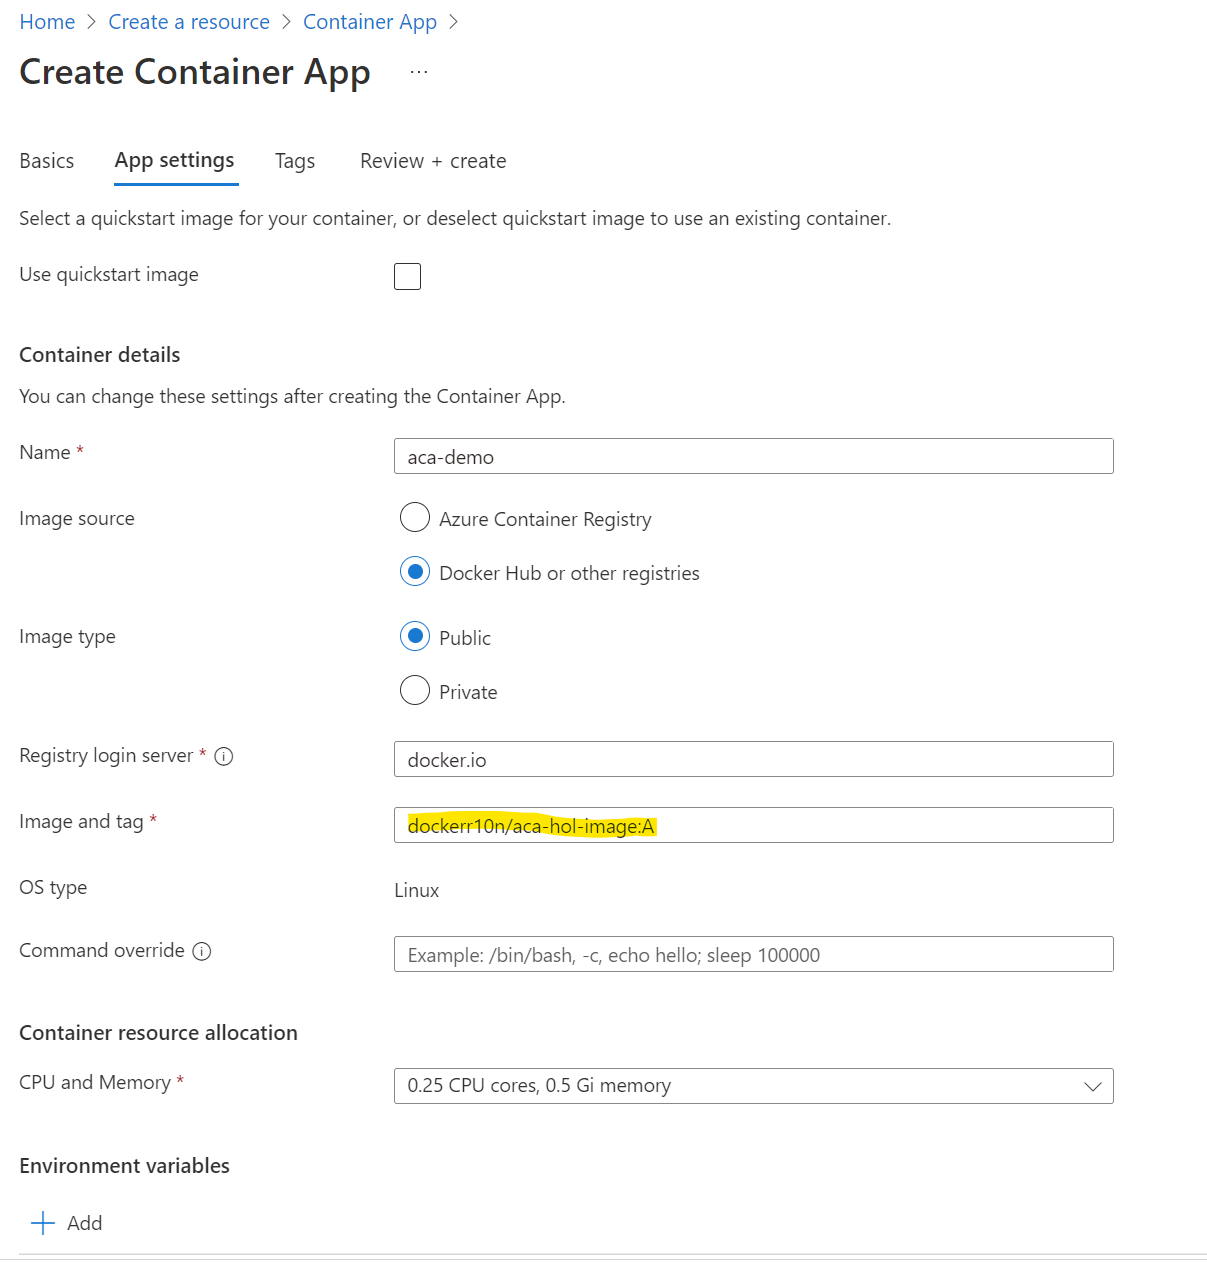 Home > Create a resource > Container App >
Create Container App ...
Basics App settings Tags Review + create
Select a quickstart image for your container, or deselect quickstart image to use an existing container.
Use quickstart image
Container details
You can change these settings after creating the Container App.
Name * aca-demo
Image source Azure Container Registry
Docker Hub or other registries
Image type Public
Private
Registry login server * i docker.io
Image and tag * dockerr10n/aca-hol-image:A
OS type Linux
Command override i Example: /bin/bash, -c, echo hello; sleep 100000
Container resource allocation
CPU and Memory * 0.25 CPU cores, 0.5 Gi memory
Environment variables
+ Add